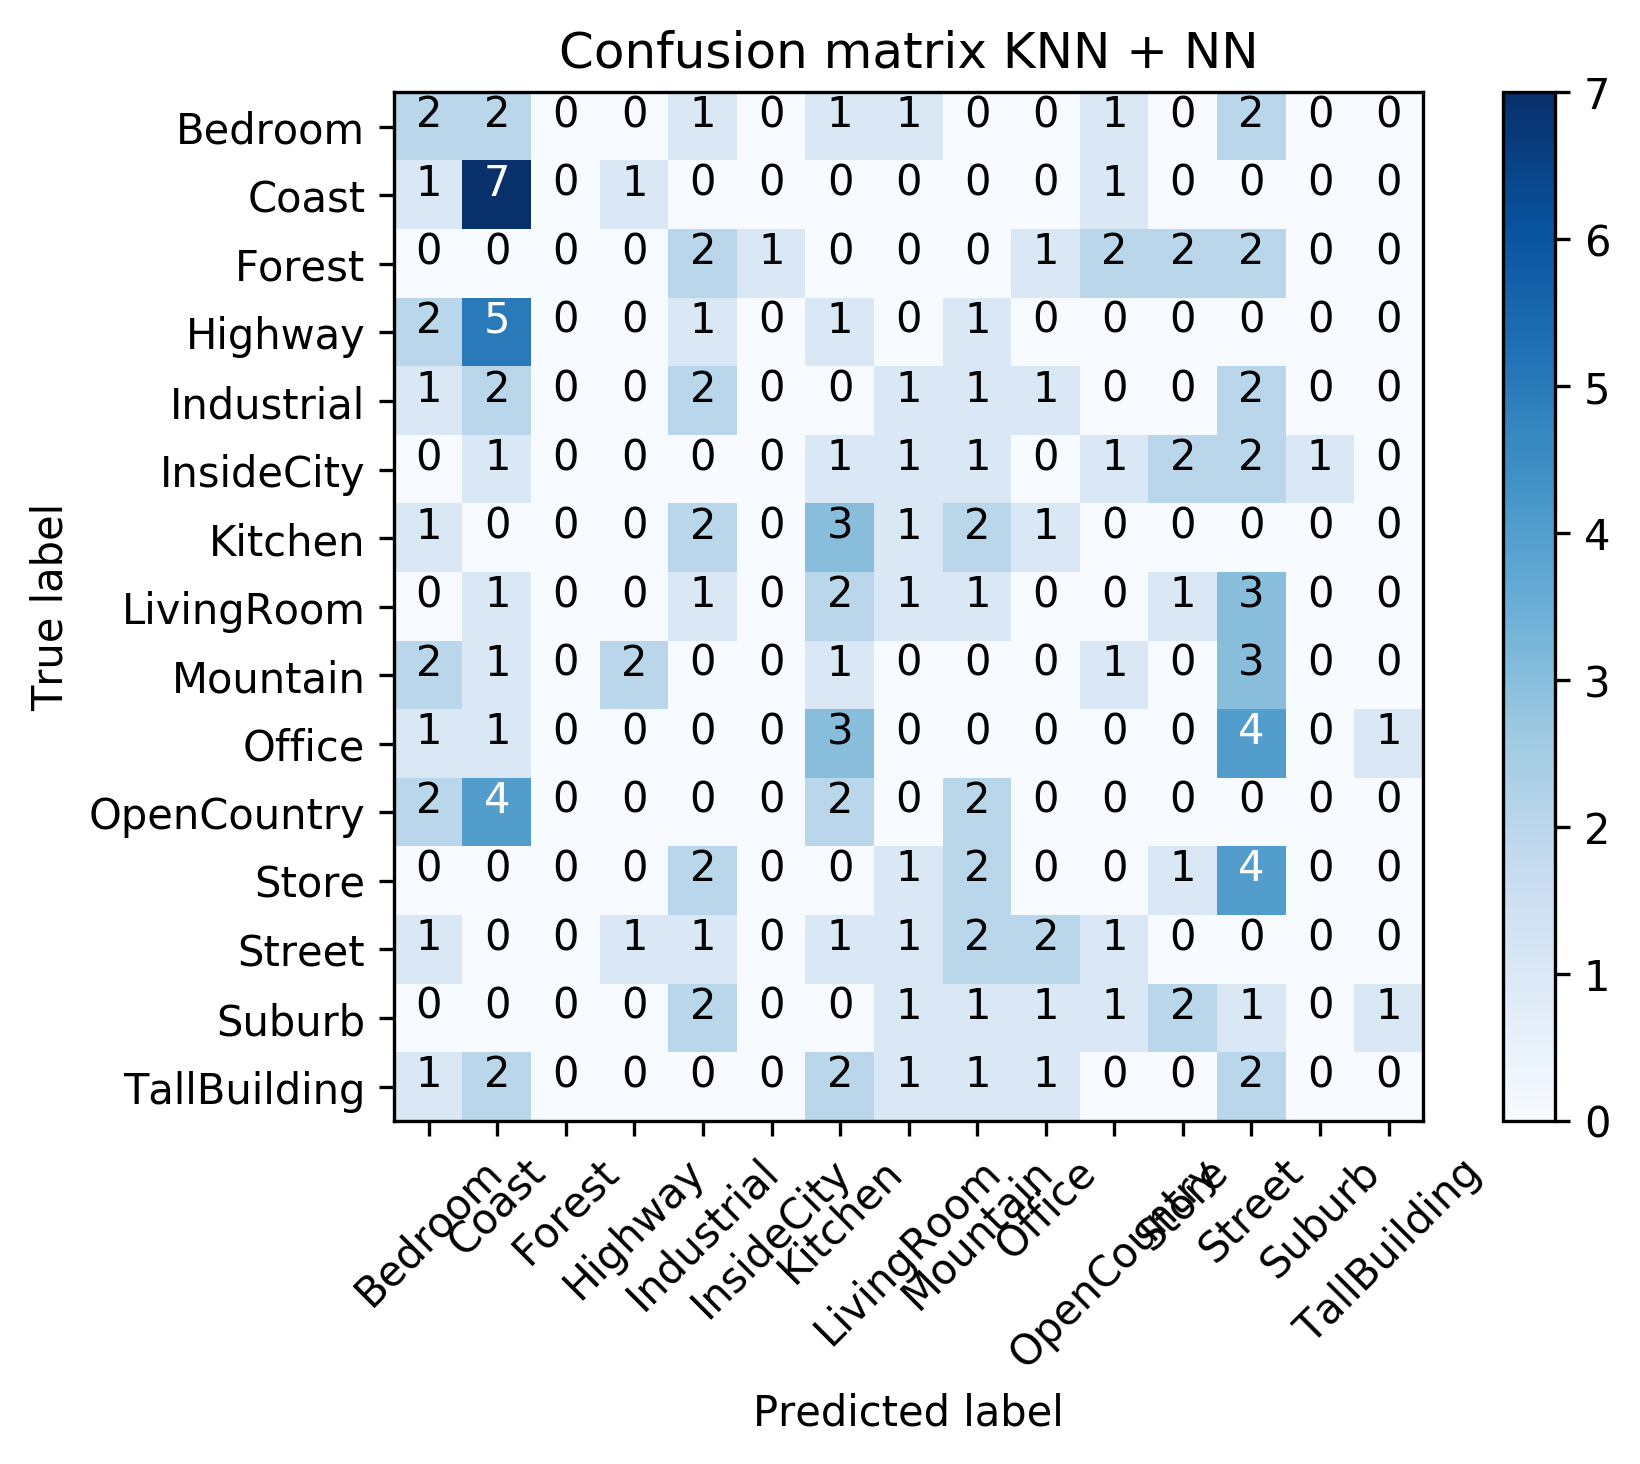 Confusion matrix KNN + NN
Bedroom 2 2 0 0 1 0 1 1 0 0 1 0 2 0 0
Coast 1 7 0 1 0 0 0 0 0 0 1 0 0 0 0
Forest 0 0 0 0 2 1 0 0 0 1 2 2 2 0 0
Highway 2 5 0 0 1 0 1 0 1 0 0 0 0 0 0
Industrial 1 2 0 0 2 0 0 1 1 1 0 0 2 0 0
InsideCity 0 1 0 0 0 0 1 1 1 0 1 2 2 1 0
Kitchen 1 0 0 0 2 0 3 1 2 1 0 0 0 0 0
LivingRoom 0 1 0 0 1 0 2 1 1 0 0 1 3 0 0
Mountain 2 1 0 2 0 0 1 0 0 0 1 0 3 0 0
Office 1 1 0 0 0 0 3 0 0 0 0 0 4 0 1
OpenCountry 2 4 0 0 0 0 2 0 2 0 0 0 0 0 0
Store 0 0 0 0 2 0 0 1 2 0 0 1 4 0 0
Street 1 0 0 1 1 0 1 1 2 2 1 0 0 0 0
Suburb 0 0 0 0 2 0 0 1 1 1 1 2 1 0 1
TallBuilding 1 2 0 0 0 0 2 1 1 1 0 0 2 0 0
True label
Bedroom
Coast
Forest
Highway
Industrial
InsideCity
Kitchen
LivingRoom
Mountain
Office
OpenCountry
Store
Street
Suburb
TallBuilding
Predicted label
7
6
5
4
3
2
1
0